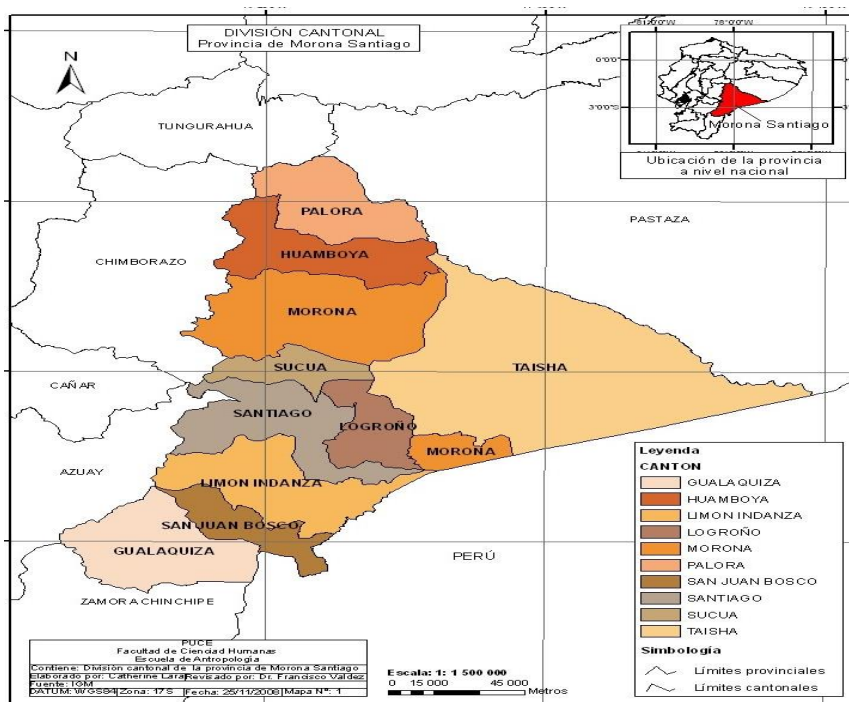 DIVISIÓN CANTONAL
Provincia de Morona Santiago
N
78°0'0"W
0°0'0"
3°0'0"S
Morona Santiago
Ubicación de la provincia
a nivel nacional
TUNGURAHUA
PALORA
PASTAZA
CHIMBORAZO
HUAMBOYA
MORONA
SUCUA
TAISHA
CAÑAR
SANTIAGO
LOGROÑO
MORONA
AZUAY
LIMON INDANZA
SAN JUAN BOSCO
GUALAQUIZA
PERÚ
ZAMORA CHINCHIPE
Leyenda
CANTON
GUALAQUIZA
HUAMBOYA
LIMON INDANZA
LOGROÑO
MORONA
PALORA
SAN JUAN BOSCO
SANTIAGO
SUCUA
TAISHA
Simbología
Límites provinciales
Límites cantonales
PUCE
Facultad de Ciencias Humanas
Escuela de Antropología
Contiene: División cantonal de la provincia de Morona Santiago
Elaborado por: Catherine Lara Revisado por: Dr. Francisco Valdez
Fuente: IGM
DATUM: WGS84 Zona: 17S Fecha: 25/11/2008 Mapa N°: 1
Escala: 1: 1 500 000
0 15 000 45 000
Metros